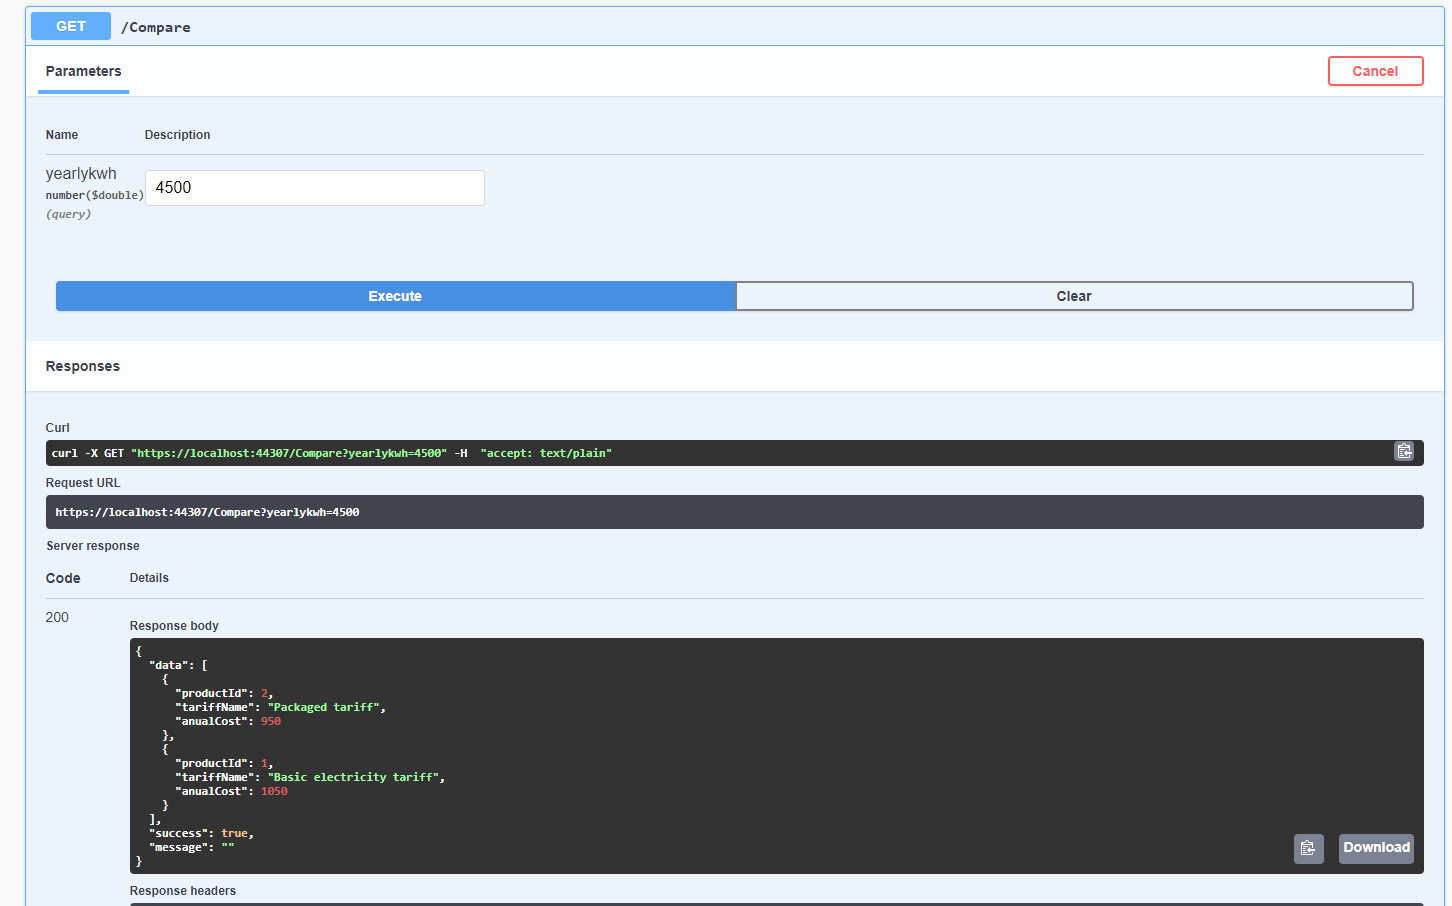 GET /Compare
Parameters
Cancel
Name Description
yearlykwh
number($double)
(query)
4500
Execute Clear
Responses
Curl
curl -X GET "https://localhost:44307/Compare?yearlykwh=4500" -H  "accept: text/plain"
Request URL
https://localhost:44307/Compare?yearlykwh=4500
Server response
Code Details
200
Response body
{
  "data": [
    {
      "productId": 2,
      "tariffName": "Packaged tariff",
      "anualCost": 950
    },
    {
      "productId": 1,
      "tariffName": "Basic electricity tariff",
      "anualCost": 1050
    }
  ],
  "success": true,
  "message": ""
}
Download
Response headers